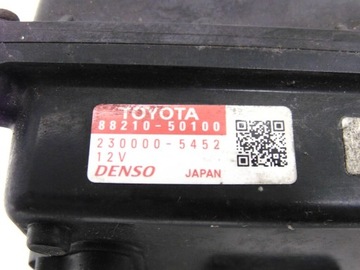 TOYOTA
88210-50100
230000-5452
12V
DENSO JAPAN